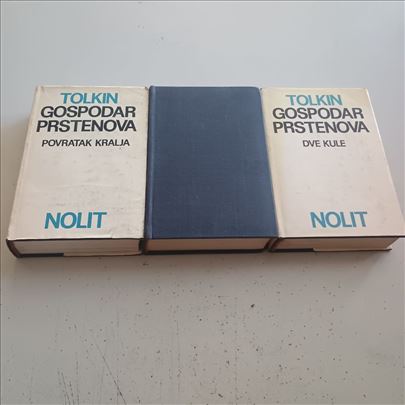 TOLKIN
GOSPODAR
PRSTENOVA
POVRATAK KRALJA
NOLIT
TOLKIN
GOSPODAR
PRSTENOVA
DVE KULE
NOLIT